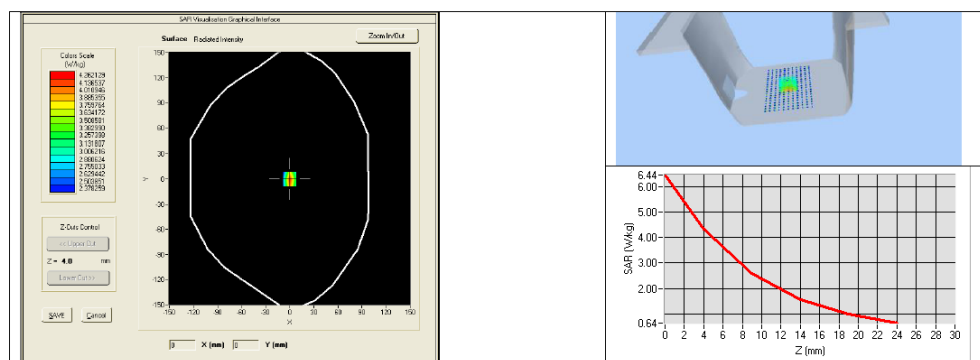 SAR Visualisation Graphical Interface
Surface Radiated Intensity
Zoom In/Out
Colors Scale
(W/kg)
4.262129
4.136537
4.010946
3.885355
3.759764
3.634172
3.508581
3.382990
3.257399
3.131807
3.006216
2.880624
2.755033
2.629442
2.503851
2.378259
150
120
90
60
30
0
-30
-60
-90
-120
-150
Y
-150 -120 -90 -60 -30 0 30 60 90 120 150
X
Z-Cuts Control
<< Upper Cut
Z = 4.0 mm
Lower Cut >>
SAVE Cancel
0 X (mm) 0 Y (mm)
6.44
6.00
5.00
4.00
3.00
2.00
0.64
SAR (W/kg)
0 2 4 6 8 10 12 14 16 18 20 22 24 26 28 30
Z (mm)